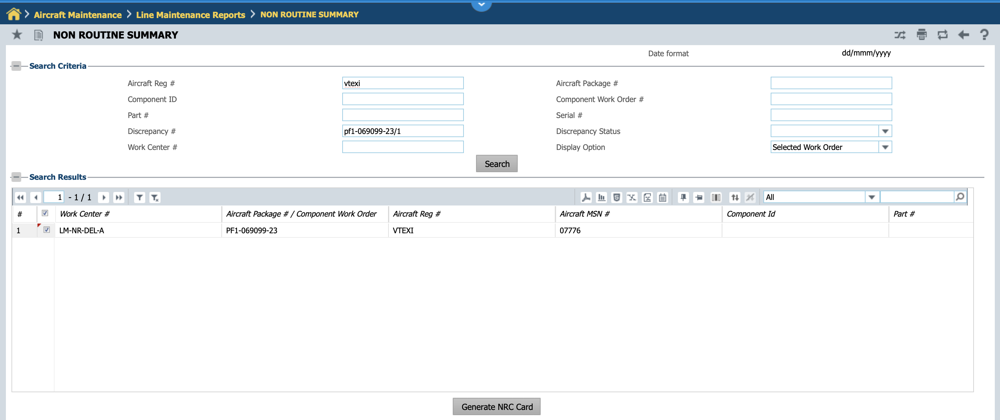 Aircraft Maintenance > Line Maintenance Reports > NON ROUTINE SUMMARY
NON ROUTINE SUMMARY
Date format dd/mmm/yyyy
Search Criteria
Aircraft Reg # vtexi Aircraft Package #
Component ID Component Work Order #
Part # Serial #
Discrepancy # pf1-069099-23/1 Discrepancy Status
Work Center # Display Option Selected Work Order
Search
Search Results
1 - 1 / 1 All
# Work Center # Aircraft Package # / Component Work Order Aircraft Reg # Aircraft MSN # Component Id Part #
1 LM-NR-DEL-A PF1-069099-23 VTEXI 07776
Generate NRC Card